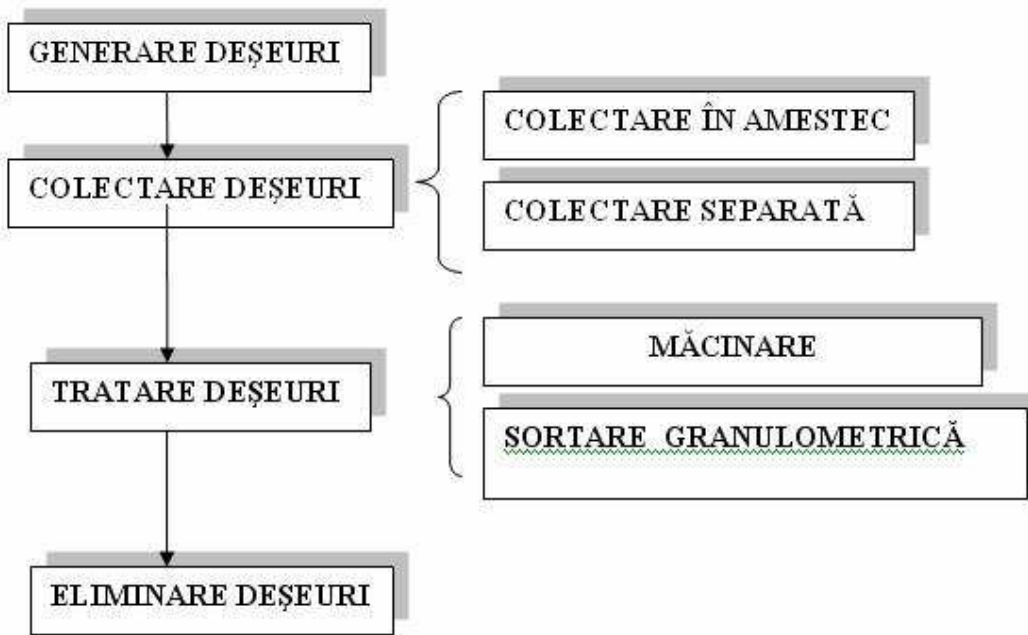 GENERARE DEŞEURI
COLECTARE DEŞEURI
COLECTARE ÎN AMESTEC
COLECTARE SEPARATĂ
TRATARE DEŞEURI
MĂCINARE
SORTARE GRANULOMETRICĂ
ELIMINARE DEŞEURI